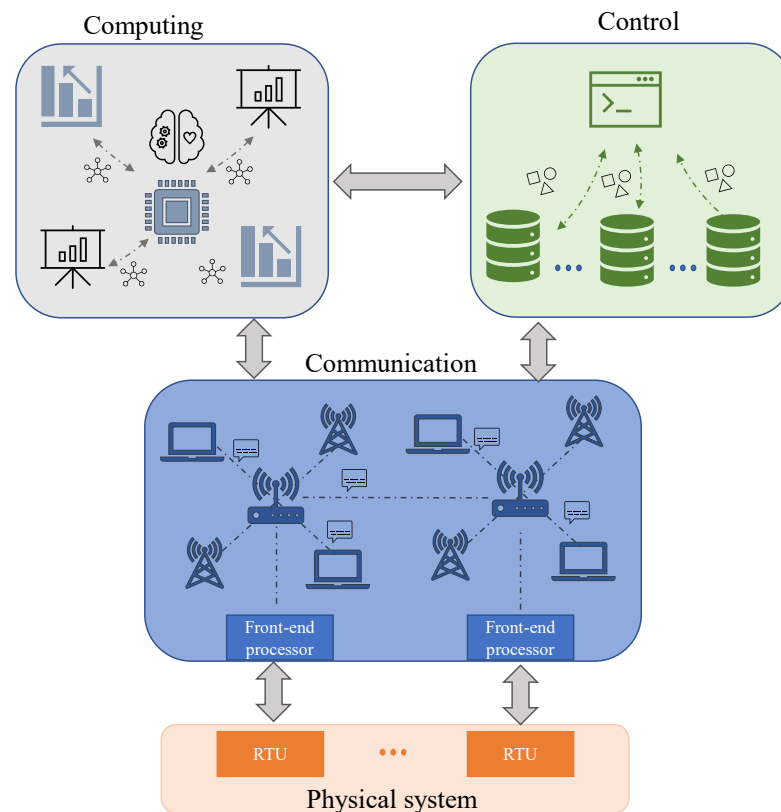 Computing
Control
Communication
Front-end
processor
Front-end
processor
RTU
RTU
Physical system